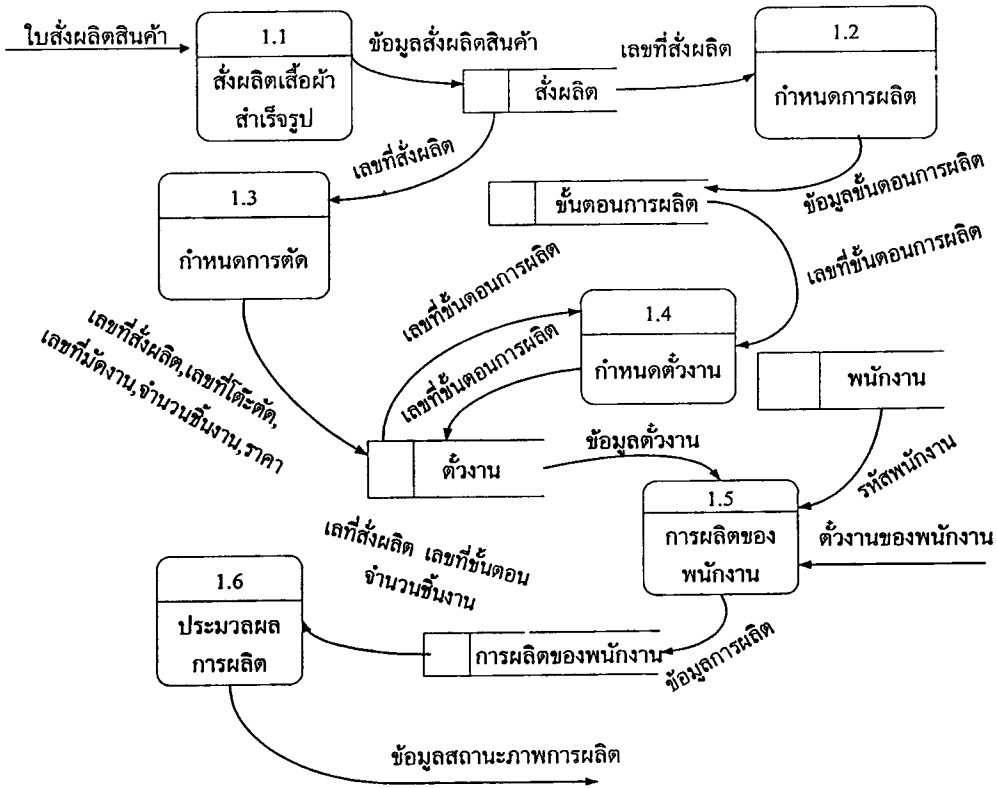 ใบสั่งผลิตสินค้า
1.1
สั่งผลิตเสื้อผ้า
สำเร็จรูป
ข้อมูลสั่งผลิตสินค้า
สั่งผลิต
เลขที่สั่งผลิต
1.2
กำหนดการผลิต
เลขที่สั่งผลิต
ข้อมูลขั้นตอนการผลิต
ขั้นตอนการผลิต
1.3
กำหนดการตัด
เลขที่ขั้นตอนการผลิต
เลขที่ขั้นตอนการผลิต
เลขที่ขั้นตอนการผลิต
1.4
กำหนดตั๋วงาน
พนักงาน
เลขที่สั่งผลิต,เลขที่โต๊ะตัด,
เลขที่มัดงาน,จำนวนชิ้นงาน,ราคา
ตั๋วงาน
ข้อมูลตั๋วงาน
รหัสพนักงาน
1.5
การผลิตของ
พนักงาน
ตั๋วงานของพนักงาน
เลที่สั่งผลิต เลขที่ขั้นตอน
จำนวนชิ้นงาน
1.6
ประมวลผล
การผลิต
การผลิตของพนักงาน
ข้อมูลการผลิต
ข้อมูลสถานะภาพการผลิต